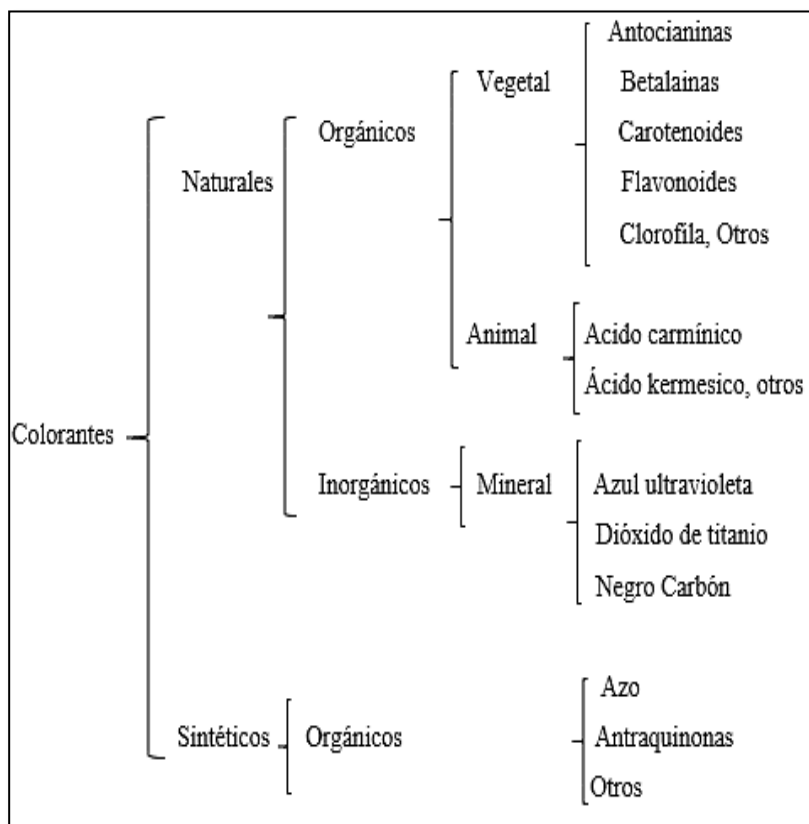 Colorantes
Naturales
Orgánicos
Vegetal
Antocianinas
Betalainas
Carotenoides
Flavonoides
Clorofila, Otros
Animal
Acido carmínico
Ácido kermesico, otros
Inorgánicos
Mineral
Azul ultravioleta
Dióxido de titanio
Negro Carbón
Sintéticos
Orgánicos
Azo
Antraquinonas
Otros